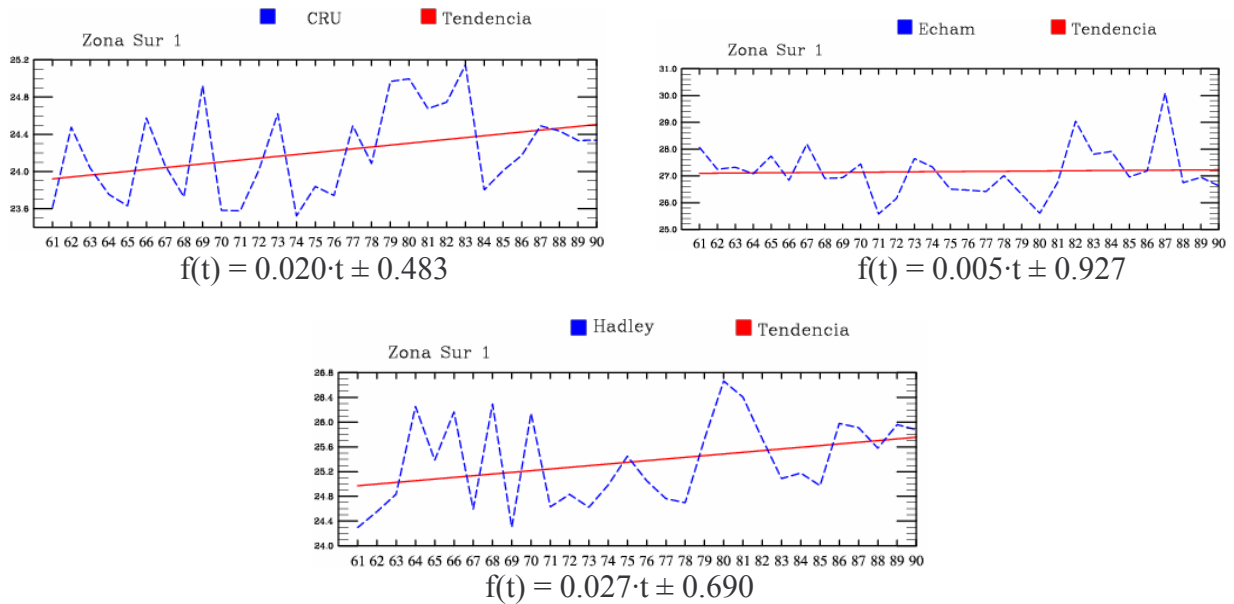 CRU Tendencia
Zona Sur 1
25.2
24.8
24.4
24.0
23.6
61 62 63 64 65 66 67 68 69 70 71 72 73 74 75 76 77 78 79 80 81 82 83 84 85 86 87 88 89 90
f(t) = 0.020·t ± 0.483
Echam Tendencia
Zona Sur 1
31.0
30.0
29.0
28.0
27.0
26.0
25.0
61 62 63 64 65 66 67 68 69 70 71 72 73 74 75 76 77 78 79 80 81 82 83 84 85 86 87 88 89 90
f(t) = 0.005·t ± 0.927
Hadley Tendencia
Zona Sur 1
26.8
26.4
26.0
25.6
25.2
24.8
24.4
24.0
61 62 63 64 65 66 67 68 69 70 71 72 73 74 75 76 77 78 79 80 81 82 83 84 85 86 87 88 89 90
f(t) = 0.027·t ± 0.690